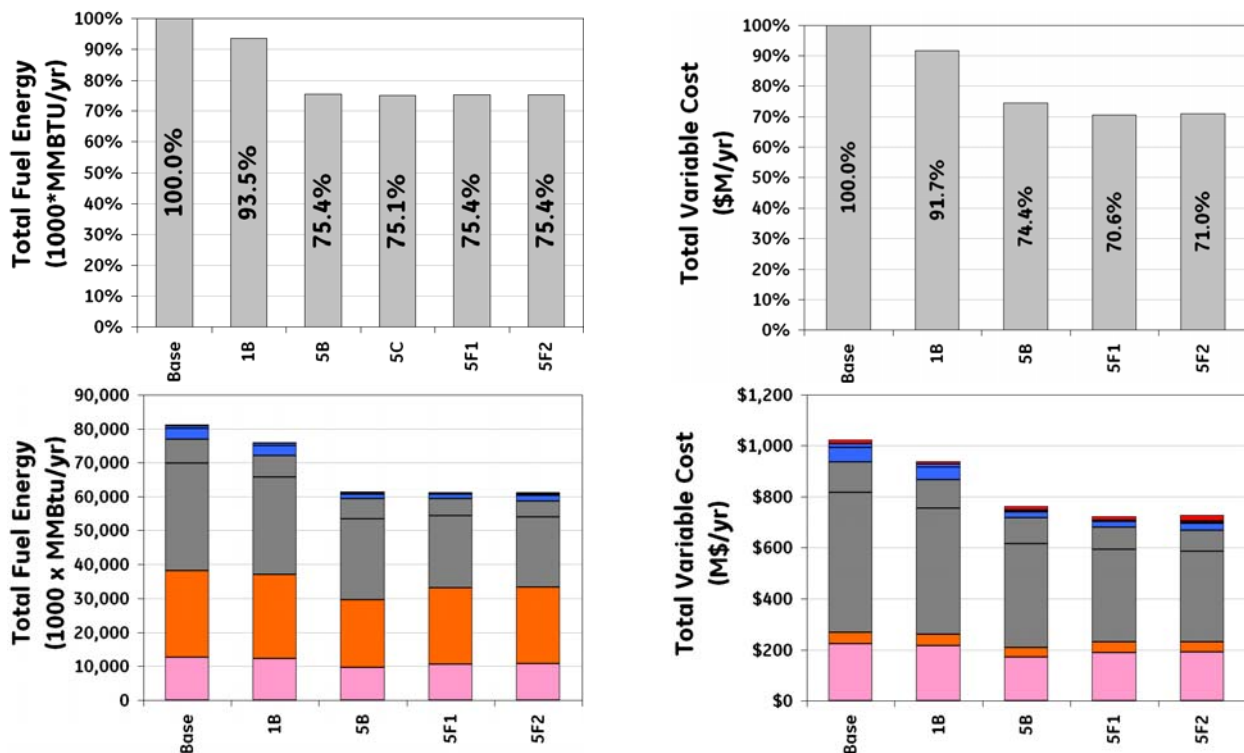 Total Fuel Energy
(1000*MMBTU/yr)
100%
90%
80%
70%
60%
50%
40%
30%
20%
10%
0%
100.0%
93.5%
75.4%
75.1%
75.4%
75.4%
Base
1B
5B
5C
5F1
5F2
Total Variable Cost
($M/yr)
100%
90%
80%
70%
60%
50%
40%
30%
20%
10%
0%
100.0%
91.7%
74.4%
70.6%
71.0%
Base
1B
5B
5F1
5F2
Total Fuel Energy
(1000 x MMBtu/yr)
90,000
80,000
70,000
60,000
50,000
40,000
30,000
20,000
10,000
0
Base
1B
5B
5F1
5F2
Total Variable Cost
(M$/yr)
$1,200
$1,000
$800
$600
$400
$200
$0
Base
1B
5B
5F1
5F2